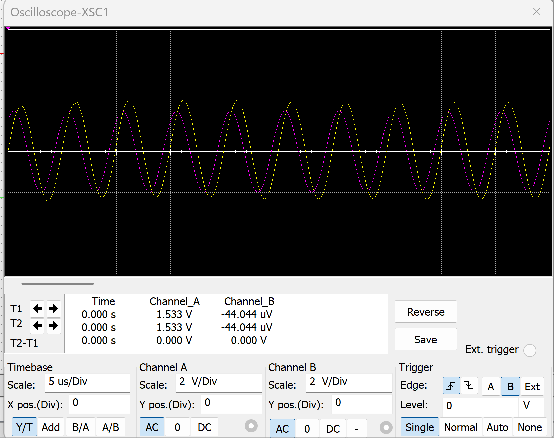 Oscilloscope-XSC1
Time Channel_A Channel_B
T1 0.000 s 1.533 V -44.044 uV
T2 0.000 s 1.533 V -44.044 uV
T2-T1 0.000 s 0.000 V 0.000 V
Reverse
Save
Ext. trigger
Timebase Channel A Channel B Trigger
Scale: 5 us/Div Scale: 2 V/Div Scale: 2 V/Div Edge: A B Ext
X pos.(Div): 0 Y pos.(Div): 0 Y pos.(Div): 0 Level: 0 V
Y/T Add B/A A/B AC 0 DC AC 0 DC - Single Normal Auto None